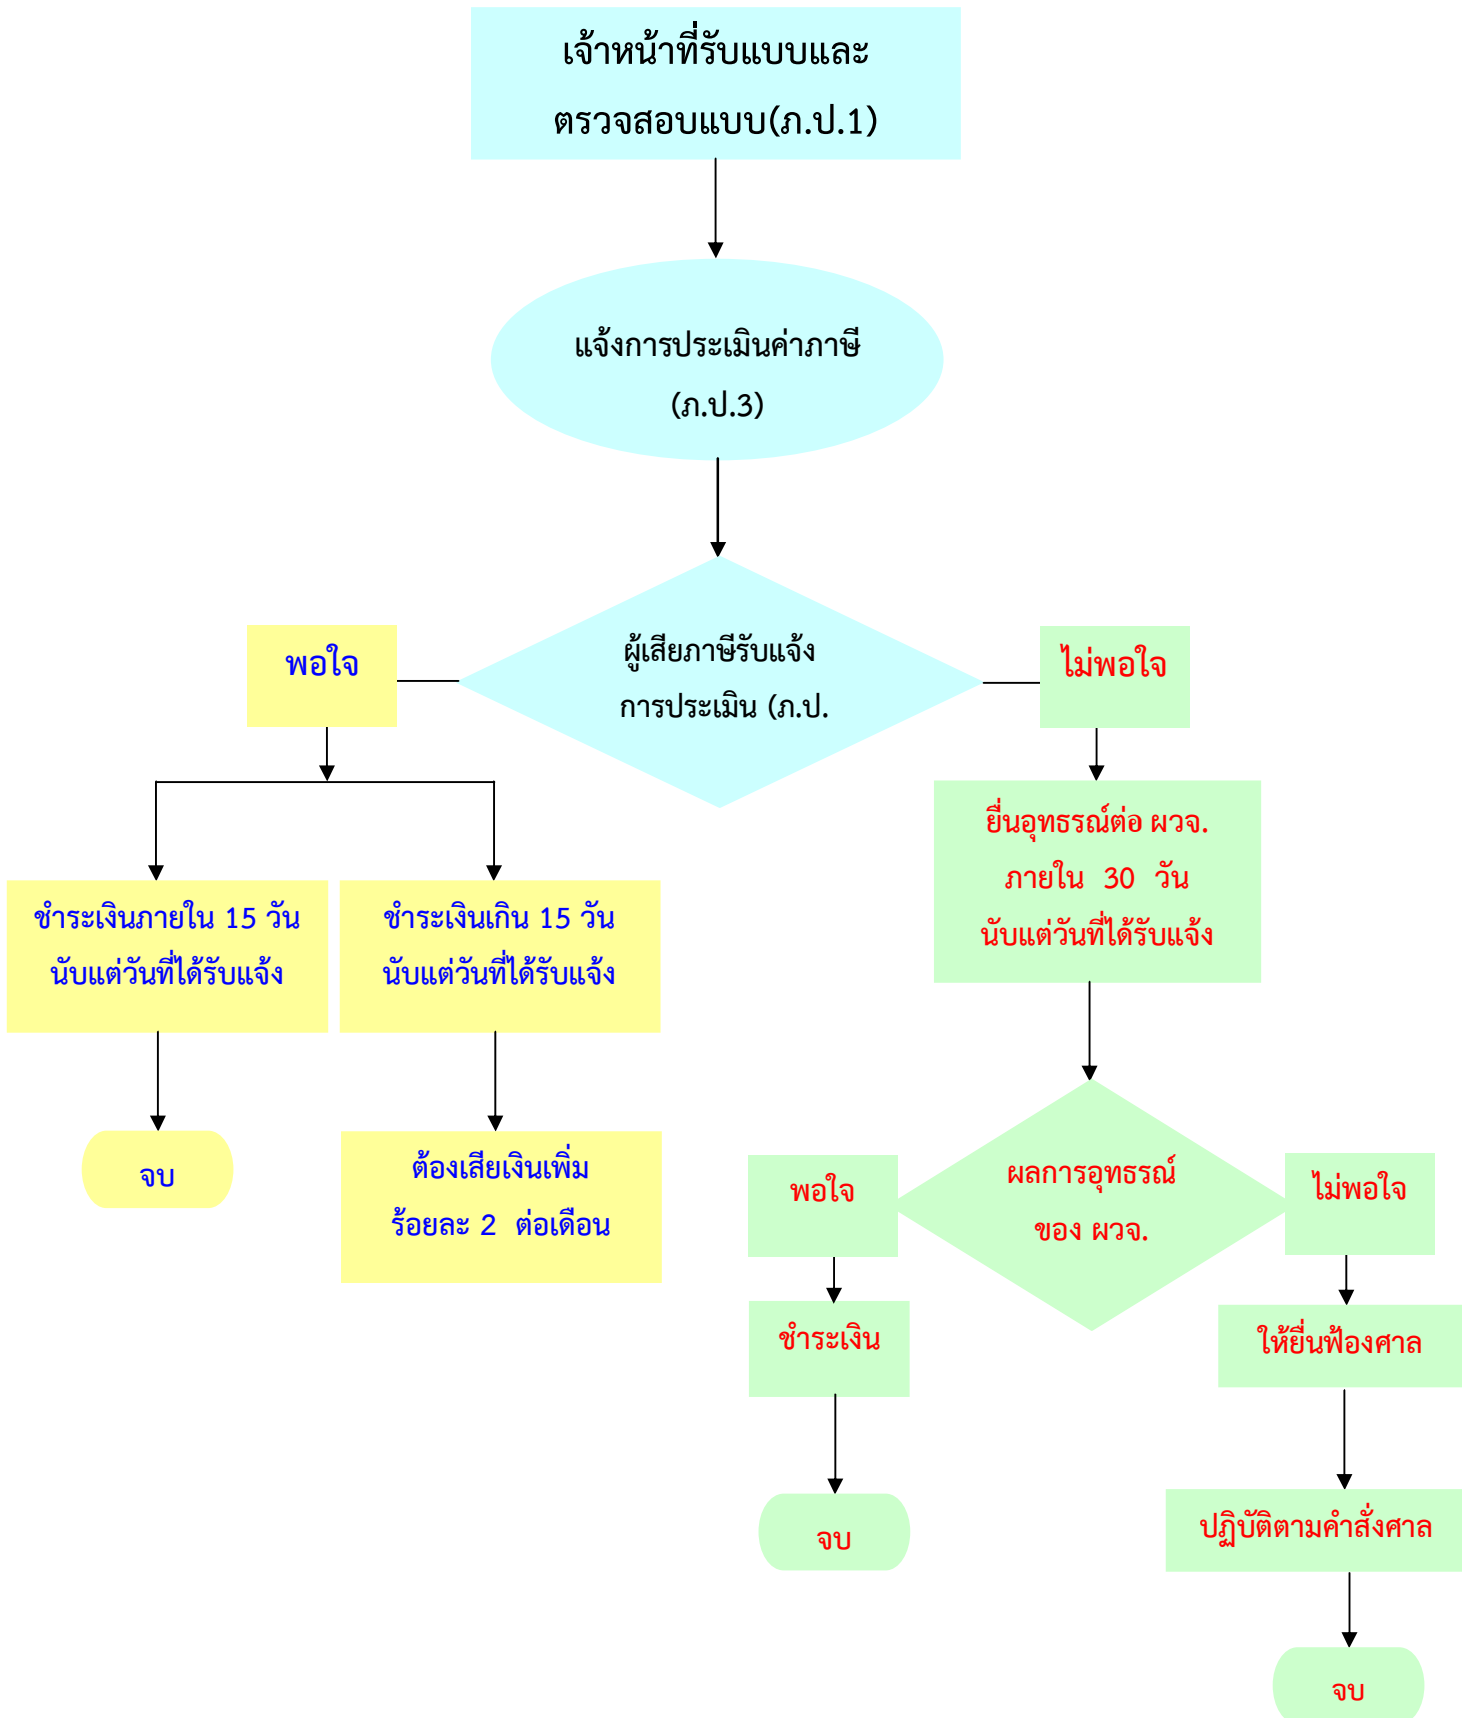 เจ้าหน้าที่รับแบบและ
ตรวจสอบแบบ(ภ.ป.1)
แจ้งการประเมินค่าภาษี
(ภ.ป.3)
ผู้เสียภาษีรับแจ้ง
การประเมิน (ภ.ป.
พอใจ
ไม่พอใจ
ชำระเงินภายใน 15 วัน
นับแต่วันที่ได้รับแจ้ง
จบ
ชำระเงินเกิน 15 วัน
นับแต่วันที่ได้รับแจ้ง
ต้องเสียเงินเพิ่ม
ร้อยละ 2 ต่อเดือน
ยื่นอุทธรณ์ต่อ ผวจ.
ภายใน 30 วัน
นับแต่วันที่ได้รับแจ้ง
ผลการอุทธรณ์
ของ ผวจ.
พอใจ
ชำระเงิน
จบ
ไม่พอใจ
ให้ยื่นฟ้องศาล
ปฏิบัติตามคำสั่งศาล
จบ